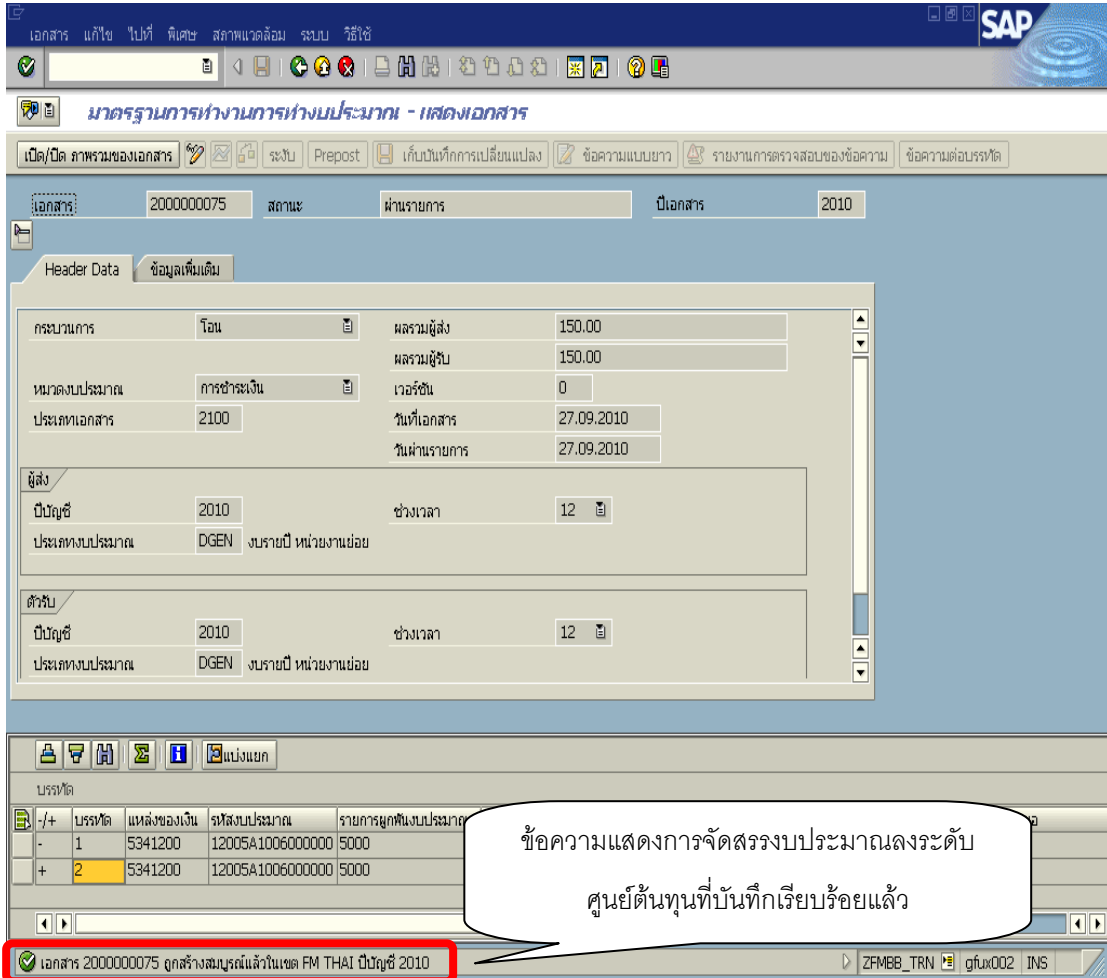 เอกสาร แก้ไข ไปที่ พิเศษ สภาพแวดล้อม ระบบ วิธีใช้
SAP
มาตรฐานการทำงานการทำงบประมาณ - แสดงเอกสาร
เปิด/ปิด ภาพรวมของเอกสาร ระงับ Prepost เก็บบันทึกการเปลี่ยนแปลง ข้อความแบบยาว รายงานการตรวจสอบของข้อความ ข้อความต่อบรรทัด
เอกสาร 2000000075 สถานะ ผ่านรายการ ปีเอกสาร 2010
Header Data ข้อมูลเพิ่มเติม
กระบวนการ โอน ผลรวมผู้ส่ง 150.00
ผลรวมผู้รับ 150.00
หมวดงบประมาณ การชำระเงิน เวอร์ชัน 0
ประเภทเอกสาร 2100 วันที่เอกสาร 27.09.2010
วันผ่านรายการ 27.09.2010
ผู้ส่ง
ปีบัญชี 2010 ช่วงเวลา 12
ประเภทงบประมาณ DGEN งบรายปี หน่วยงานย่อย
ตัวรับ
ปีบัญชี 2010 ช่วงเวลา 12
ประเภทงบประมาณ DGEN งบรายปี หน่วยงานย่อย
แบ่งแยก
บรรทัด
-/+ บรรทัด แหล่งของเงิน รหัสงบประมาณ รายการผูกพันงบประมาณ
- 1 5341200 12005A1006000000 5000
+ 2 5341200 12005A1006000000 5000
ข้อความแสดงการจัดสรรงบประมาณลงระดับ
ศูนย์ต้นทุนที่บันทึกเรียบร้อยแล้ว
เอกสาร 2000000075 ถูกสร้างสมบูรณ์แล้วในเขต FM THAI ปีบัญชี 2010 ZFMBB_TRN gfux002 INS